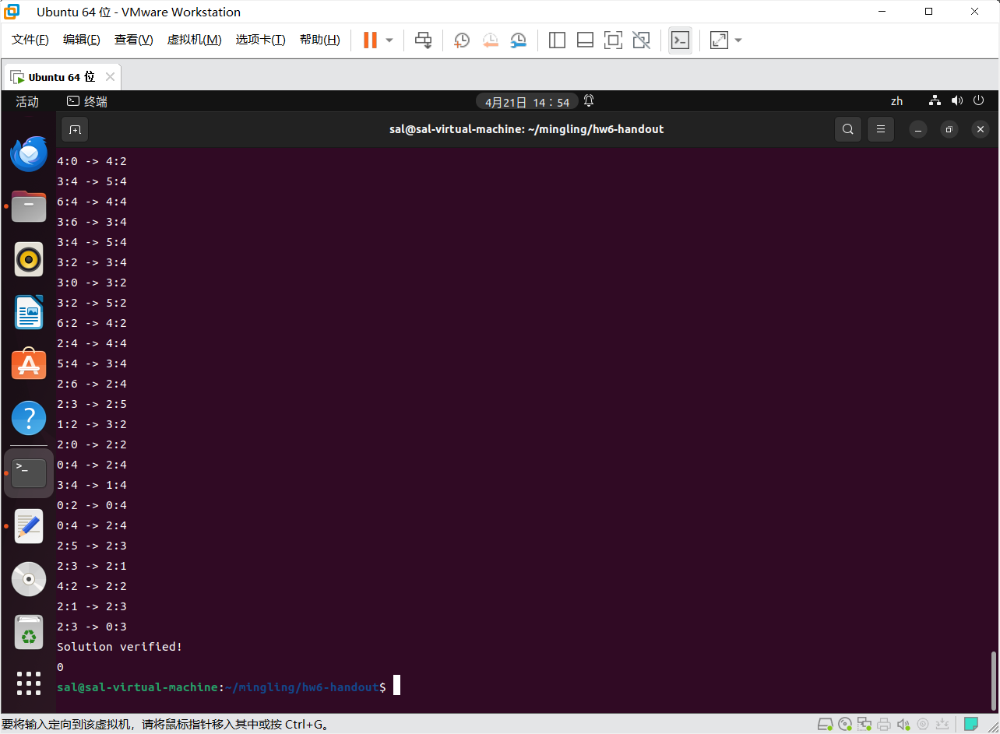 Ubuntu 64 位 - VMware Workstation
文件(F) 编辑(E) 查看(V) 虚拟机(M) 选项卡(T) 帮助(H)
Ubuntu 64 位
活动 终端 4月21日 14：54 zh
sal@sal-virtual-machine: ~/mingling/hw6-handout
4:0 -> 4:2
3:4 -> 5:4
6:4 -> 4:4
3:6 -> 3:4
3:4 -> 5:4
3:2 -> 3:4
3:0 -> 3:2
3:2 -> 5:2
6:2 -> 4:2
2:4 -> 4:4
5:4 -> 3:4
2:6 -> 2:4
2:3 -> 2:5
1:2 -> 3:2
2:0 -> 2:2
0:4 -> 2:4
3:4 -> 1:4
0:2 -> 0:4
0:4 -> 2:4
2:5 -> 2:3
2:3 -> 2:1
4:2 -> 2:2
2:1 -> 2:3
2:3 -> 0:3
Solution verified!
0
sal@sal-virtual-machine:~/mingling/hw6-handout$
要将输入定向到该虚拟机，请将鼠标指针移入其中或按 Ctrl+G。